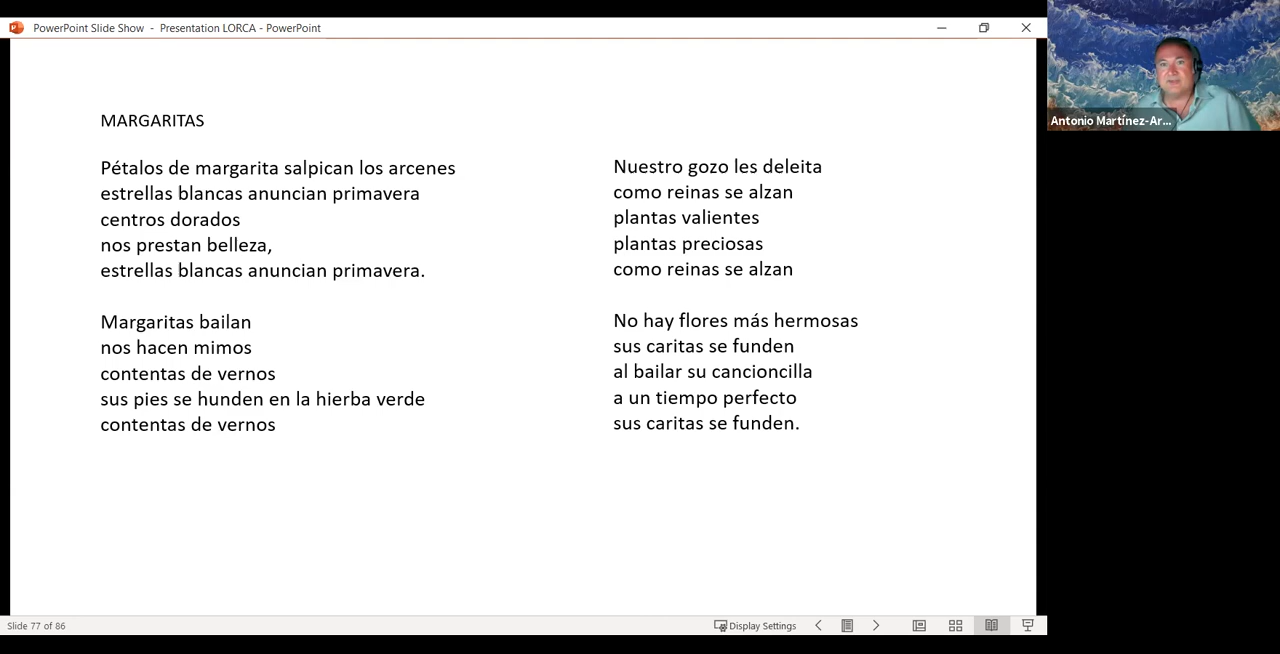 PowerPoint Slide Show - Presentation LORCA - PowerPoint
Antonio Martínez-Ar...
MARGARITAS
Pétalos de margarita salpican los arcenes
estrellas blancas anuncian primavera
centros dorados
nos prestan belleza,
estrellas blancas anuncian primavera.
Margaritas bailan
nos hacen mimos
contentas de vernos
sus pies se hunden en la hierba verde
contentas de vernos
Nuestro gozo les deleita
como reinas se alzan
plantas valientes
plantas preciosas
como reinas se alzan
No hay flores más hermosas
sus caritas se funden
al bailar su cancioncilla
a un tiempo perfecto
sus caritas se funden.
Slide 77 of 86
Display Settings